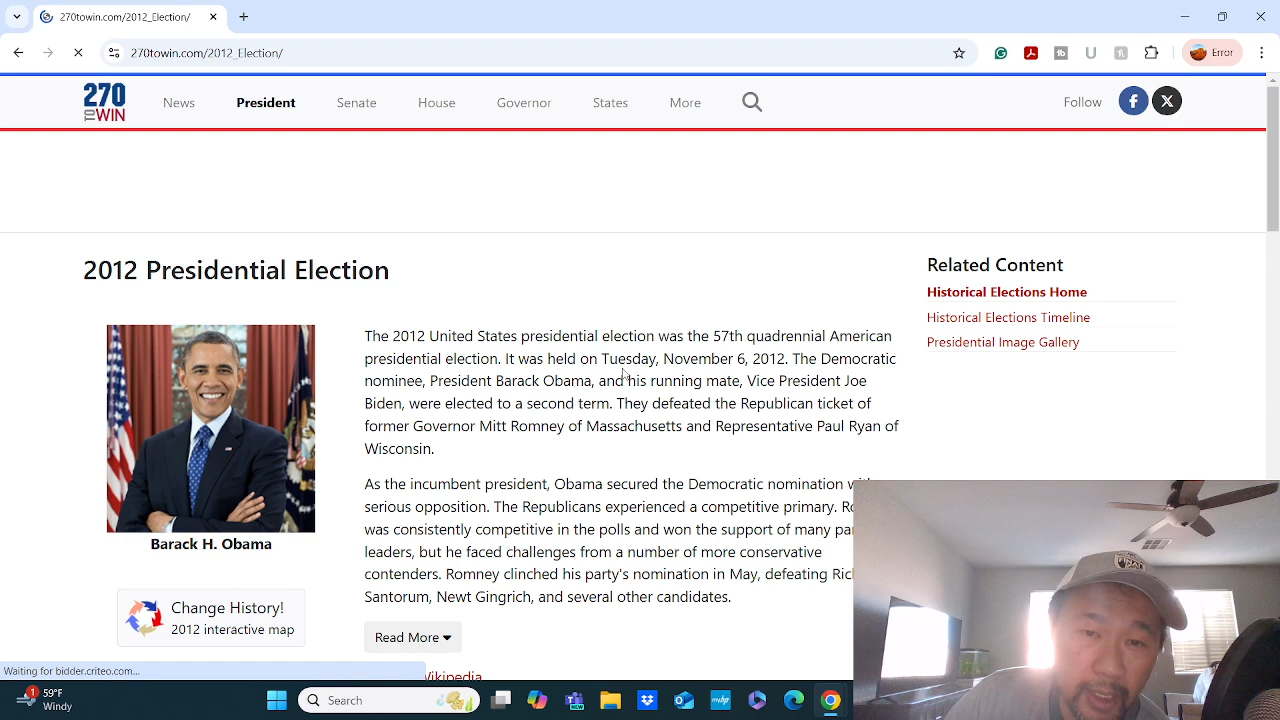 270towin.com/2012_Election/
270towin.com/2012_Election/
Error
270 TO WIN
News
President
Senate
House
Governor
States
More
Follow
2012 Presidential Election
Related Content
Historical Elections Home
Historical Elections Timeline
Presidential Image Gallery
The 2012 United States presidential election was the 57th quadrennial American
presidential election. It was held on Tuesday, November 6, 2012. The Democratic
nominee, President Barack Obama, and his running mate, Vice President Joe
Biden, were elected to a second term. They defeated the Republican ticket of
former Governor Mitt Romney of Massachusetts and Representative Paul Ryan of
Wisconsin.
As the incumbent president, Obama secured the Democratic nomination
serious opposition. The Republicans experienced a competitive primary.
was consistently competitive in the polls and won the support of many
leaders, but he faced challenges from a number of more conservative
contenders. Romney clinched his party's nomination in May, defeating
Santorum, Newt Gingrich, and several other candidates.
Barack H. Obama
Change History!
2012 interactive map
Read More
Wikipedia
Waiting for bidder.criteo.com...
1
59°F
Windy
Search